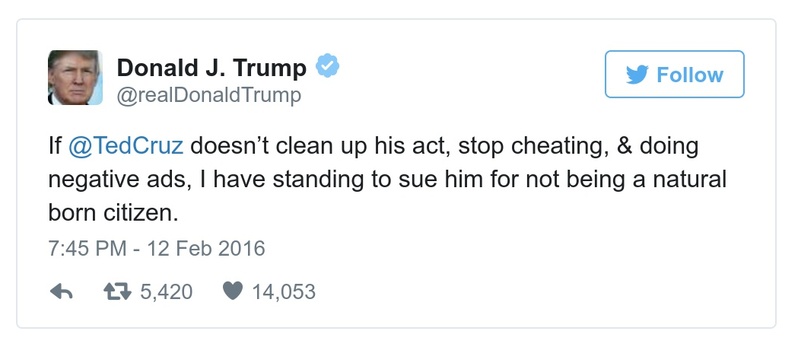 Donald J. Trump
@realDonaldTrump
Follow
If @TedCruz doesn’t clean up his act, stop cheating, & doing
negative ads, I have standing to sue him for not being a natural
born citizen.
7:45 PM - 12 Feb 2016
5,420 14,053